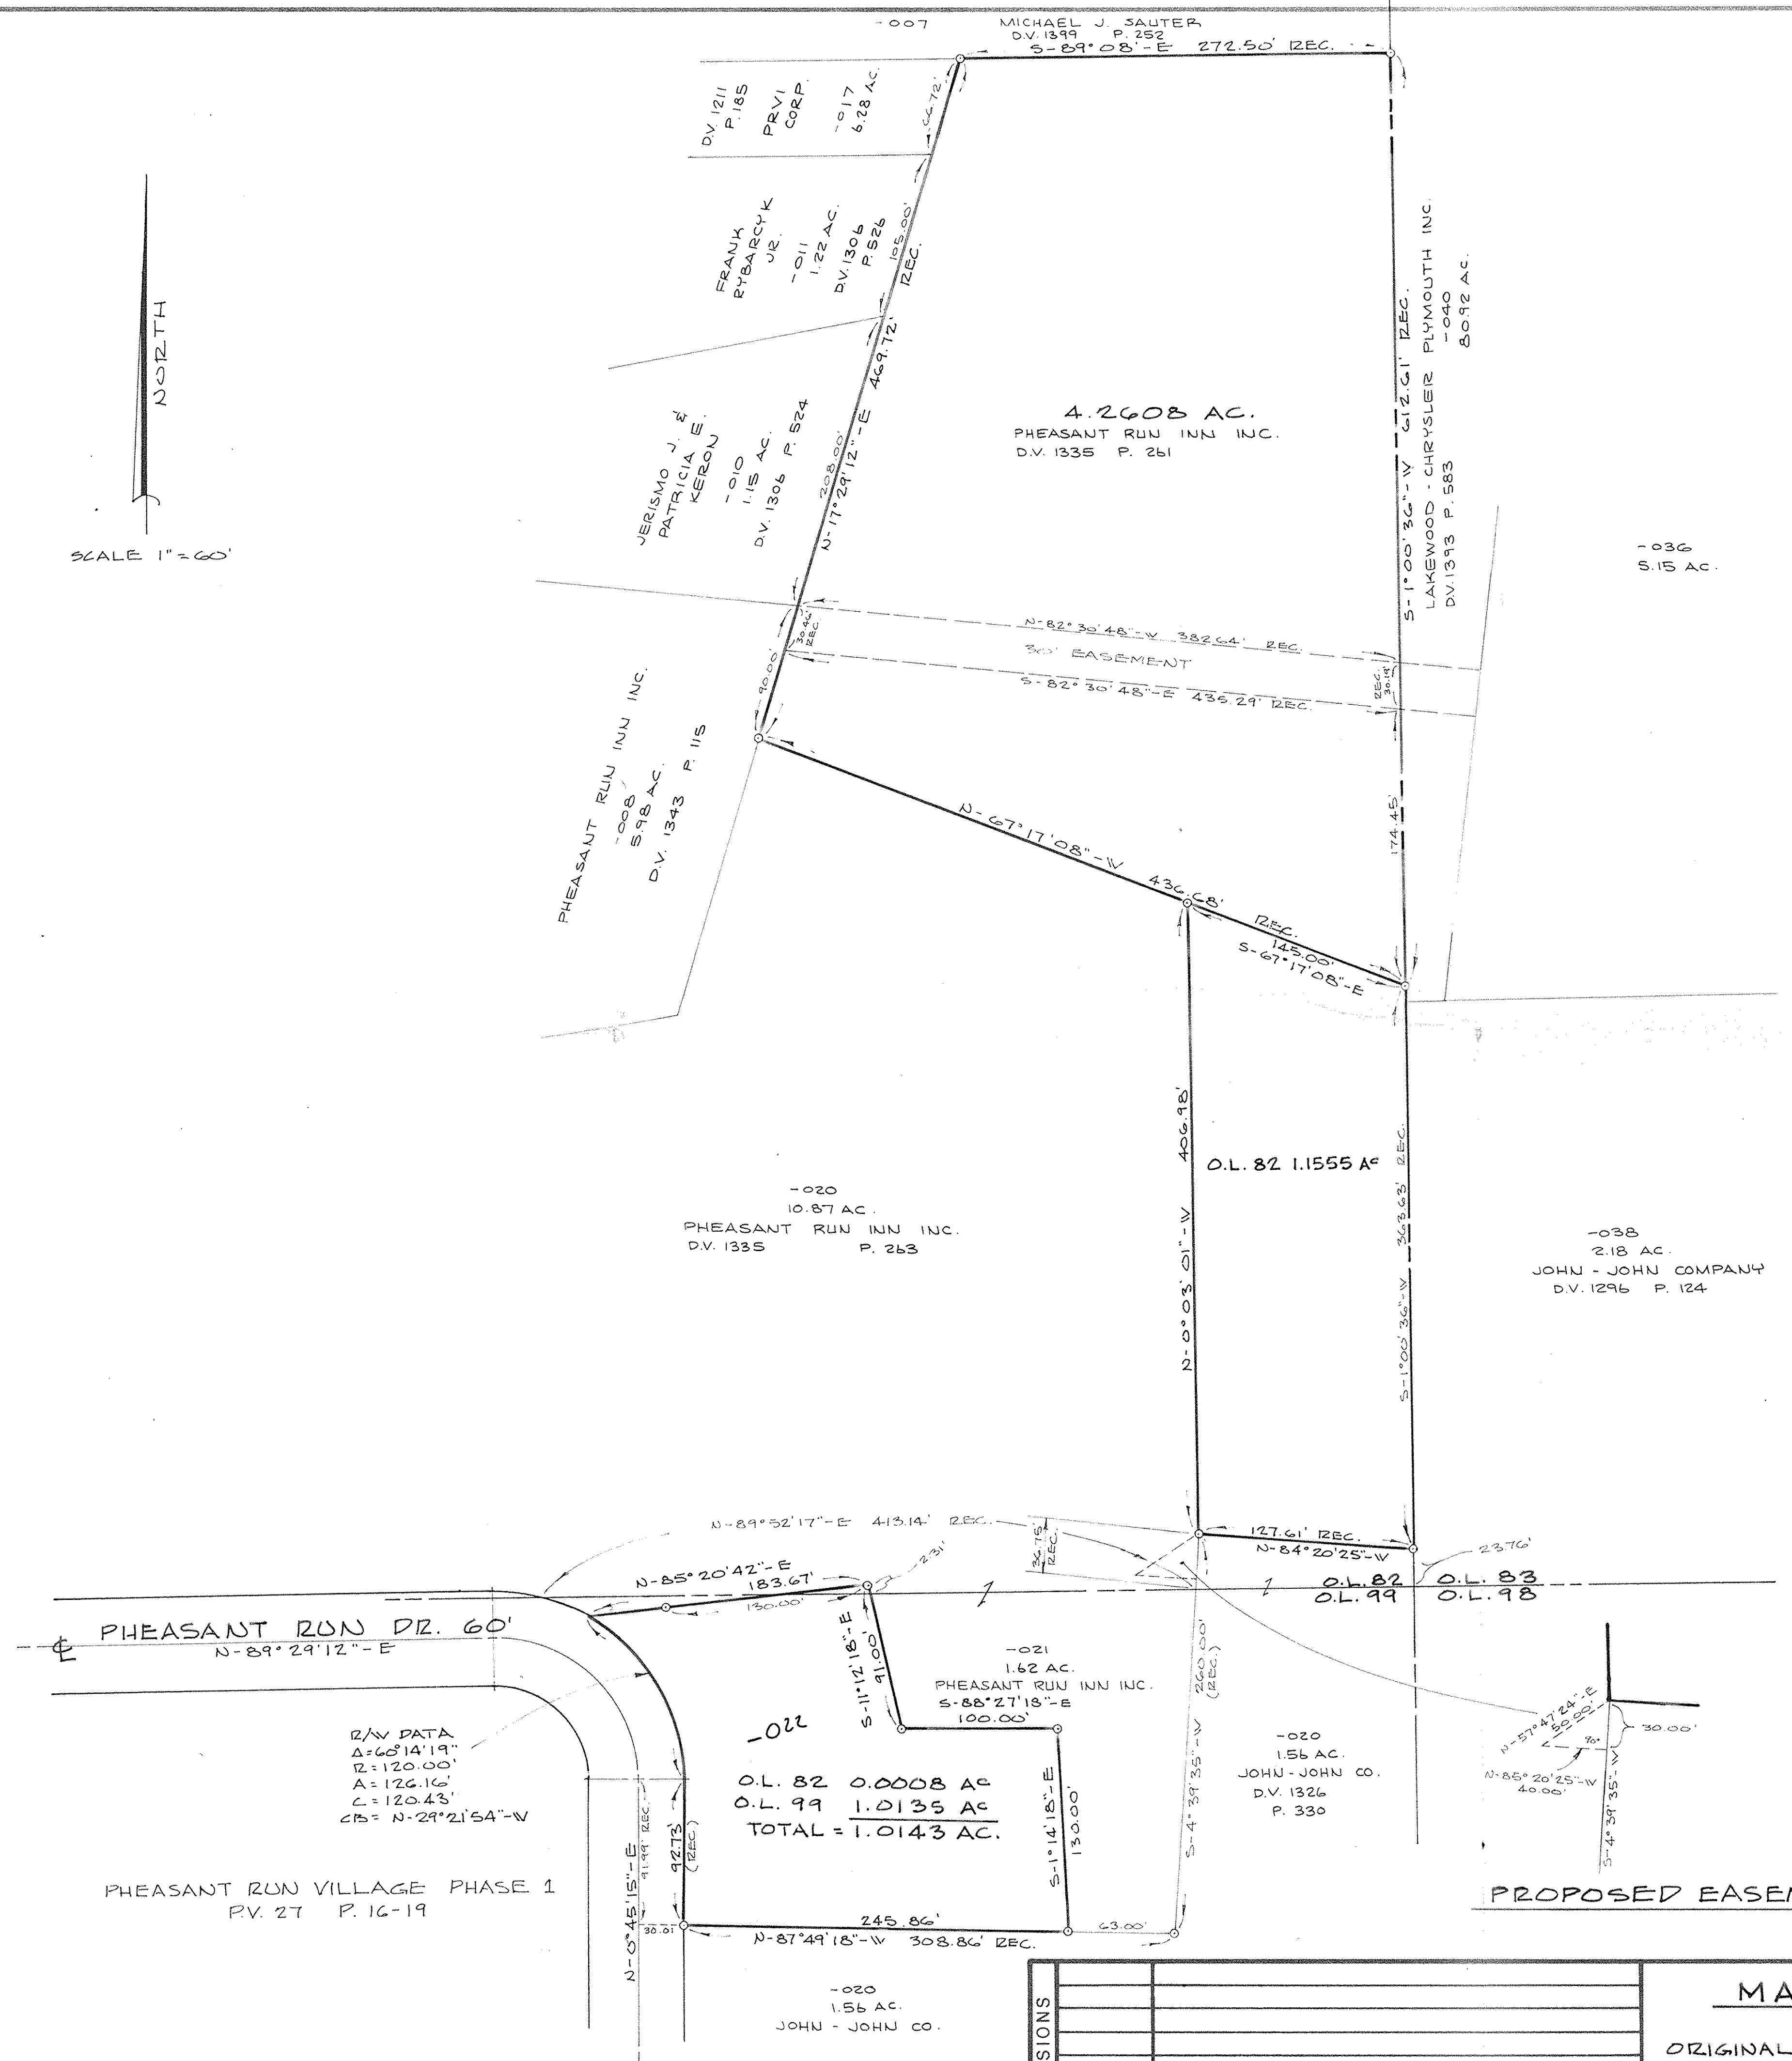 -007
MICHAEL J. SAUTER
D.V. 1399 P. 252
S-89°08'-E 272.50' REC.
D.V. 1211
P. 185
PRVI
CORP.
-017
6.28 AC.
66.72'
FRANK
RYBARCYK
JR.
-011
1.22 AC.
D.V. 1306
P. 526
105.00'
REC.
NORTH
SCALE 1"=60'
JERISMO J. &
PATRICIA E.
KERON
-010
1.15 AC.
D.V. 1306 P. 524
208.00'
N-17°29'12"-E 469.72'
4.2608 AC.
PHEASANT RUN INN INC.
D.V. 1335 P. 261
S-1°00'36"-W 612.61' REC.
LAKEWOOD - CHRYSLER PLYMOUTH INC.
-040
D.V. 1393 P. 583
80.92 AC.
-036
5.15 AC.
30.46'
REC
90.00'
N-82°30'48"-W 382.64' REC.
30' EASEMENT
S-82°30'48"-E 435.29' REC.
REC.
30.19'
174.45'
PHEASANT RUN INN INC.
-008
5.98 AC.
D.V. 1343 P. 115
N-67°17'08"-W 436.68' REC.
145.00'
S-67°17'08"-E
N-0°03'01"-W 406.98'
O.L. 82 1.1555 Ac
S-1°00'36"-W 363.63' REC.
-020
10.87 AC.
PHEASANT RUN INN INC.
D.V. 1335 P. 263
-038
2.18 AC.
JOHN - JOHN COMPANY
D.V. 1296 P. 124
N-89°52'17"-E 413.14' REC.
36.76'
REC.
127.61' REC.
N-84°20'25"-W
23.76'
N-85°20'42"-E
183.67'
130.00'
2.31'
O.L. 82 O.L. 83
O.L. 99 O.L. 98
PHEASANT RUN DR. 60'
N-89°29'12"-E
S-11°12'18"-E
91.00'
-021
1.62 AC.
PHEASANT RUN INN INC.
S-88°27'18"-E
100.00'
S-4°39'35"-W 260.00'
(REC.)
N-57°47'24"-E
50.00'
90°
30.00'
N-85°20'25"-W
40.00'
S-4°39'35"-W
R/W DATA
Δ=60°14'19"
R=120.00'
A=126.16'
C=120.43'
CB= N-29°21'54"-W
-022
O.L. 82 0.0008 Ac
O.L. 99 1.0135 Ac
TOTAL = 1.0143 AC.
-020
1.56 AC.
JOHN-JOHN CO.
D.V. 1326
P. 330
S-1°14'18"-E
130.00'
N-0°45'15"-E
91.99' REC.
92.73'
(REC.)
PHEASANT RUN VILLAGE PHASE 1
P.V. 27 P. 16-19
30.01
245.86'
63.00'
N-87°49'18"-W 308.86' REC.
PROPOSED EASEM
-020
1.56 AC.
JOHN - JOHN CO.
SIONS
MA
ORIGINAL